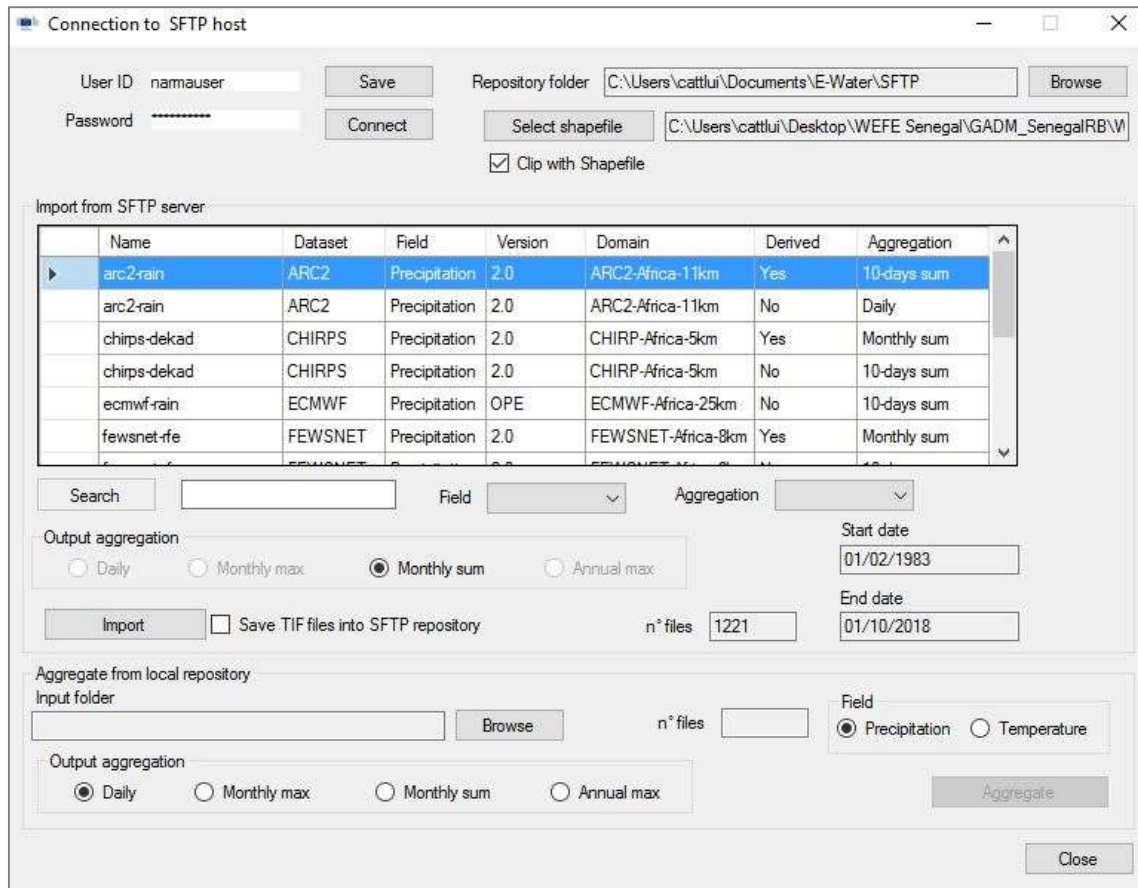 Connection to SFTP host
User ID narmauser Save Repository folder C:\Users\cattlui\Documents\E-Water\SFTP Browse
Password ********** Connect Select shapefile C:\Users\cattlui\Desktop\WEFE Senegal\GADM_SenegalRB\W
Clip with Shapefile
Import from SFTP server
Name Dataset Field Version Domain Derived Aggregation
arc2-rain ARC2 Precipitation 2.0 ARC2-Africa-11km Yes 10-days sum
arc2-rain ARC2 Precipitation 2.0 ARC2-Africa-11km No Daily
chirps-dekad CHIRPS Precipitation 2.0 CHIRP-Africa-5km Yes Monthly sum
chirps-dekad CHIRPS Precipitation 2.0 CHIRP-Africa-5km No 10-days sum
ecmwf-rain ECMWF Precipitation OPE ECMWF-Africa-25km No 10-days sum
fewsnet-rfe FEWSNET Precipitation 2.0 FEWSNET-Africa-8km Yes Monthly sum
Search Field Aggregation
Output aggregation Start date
Daily Monthly max Monthly sum Annual max 01/02/1983
End date
Import Save TIF files into SFTP repository n° files 1221 01/10/2018
Aggregate from local repository
Input folder Field
Browse n° files Precipitation Temperature
Output aggregation
Daily Monthly max Monthly sum Annual max Aggregate
Close